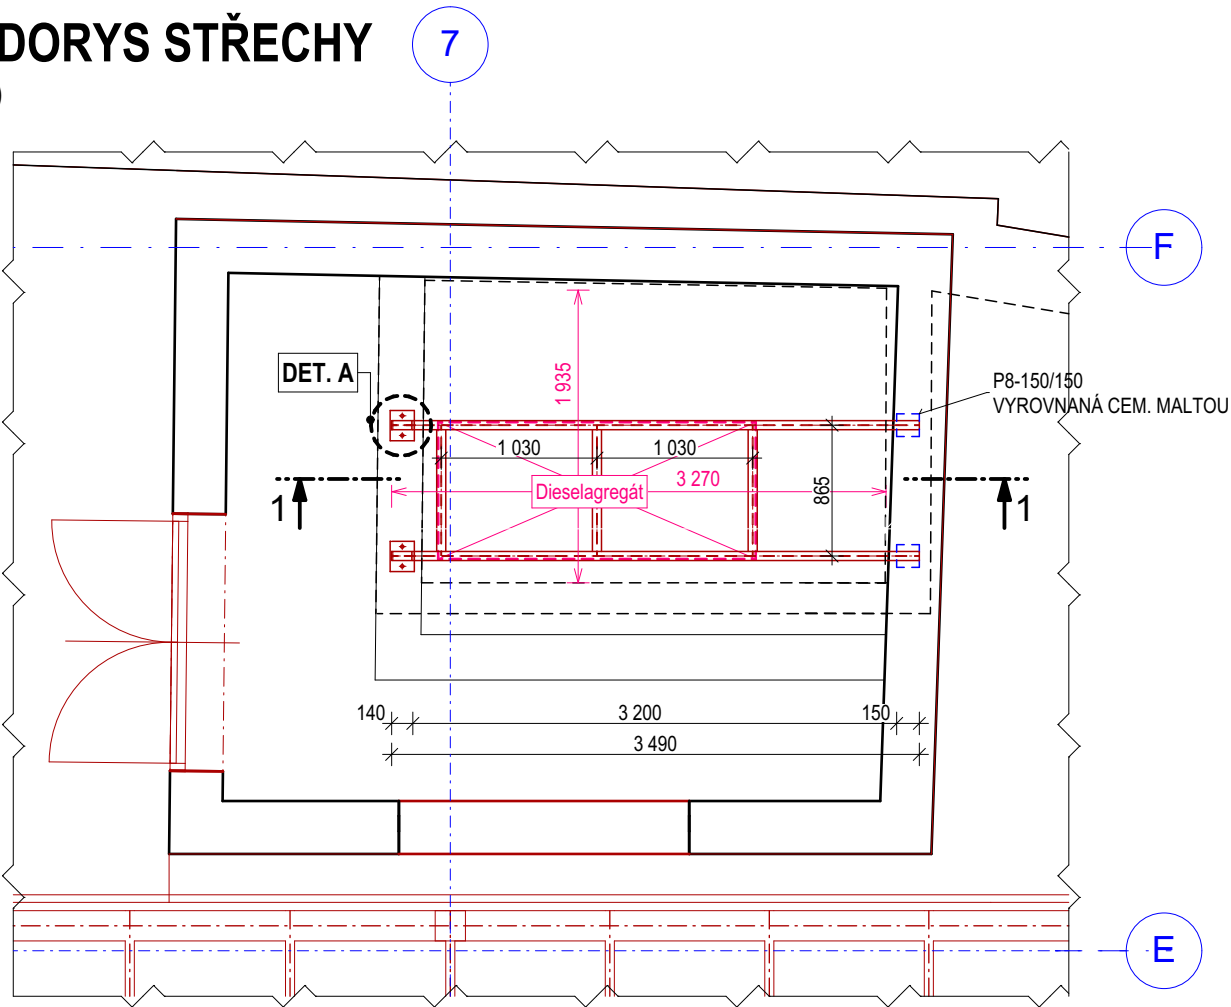 DORYS STŘECHY
)
7
F
DET. A
1 935
P8-150/150
VYROVNANÁ CEM. MALTOU
1 030
1 030
3 270
Dieselagregát
865
1
1
140
3 200
150
3 490
E